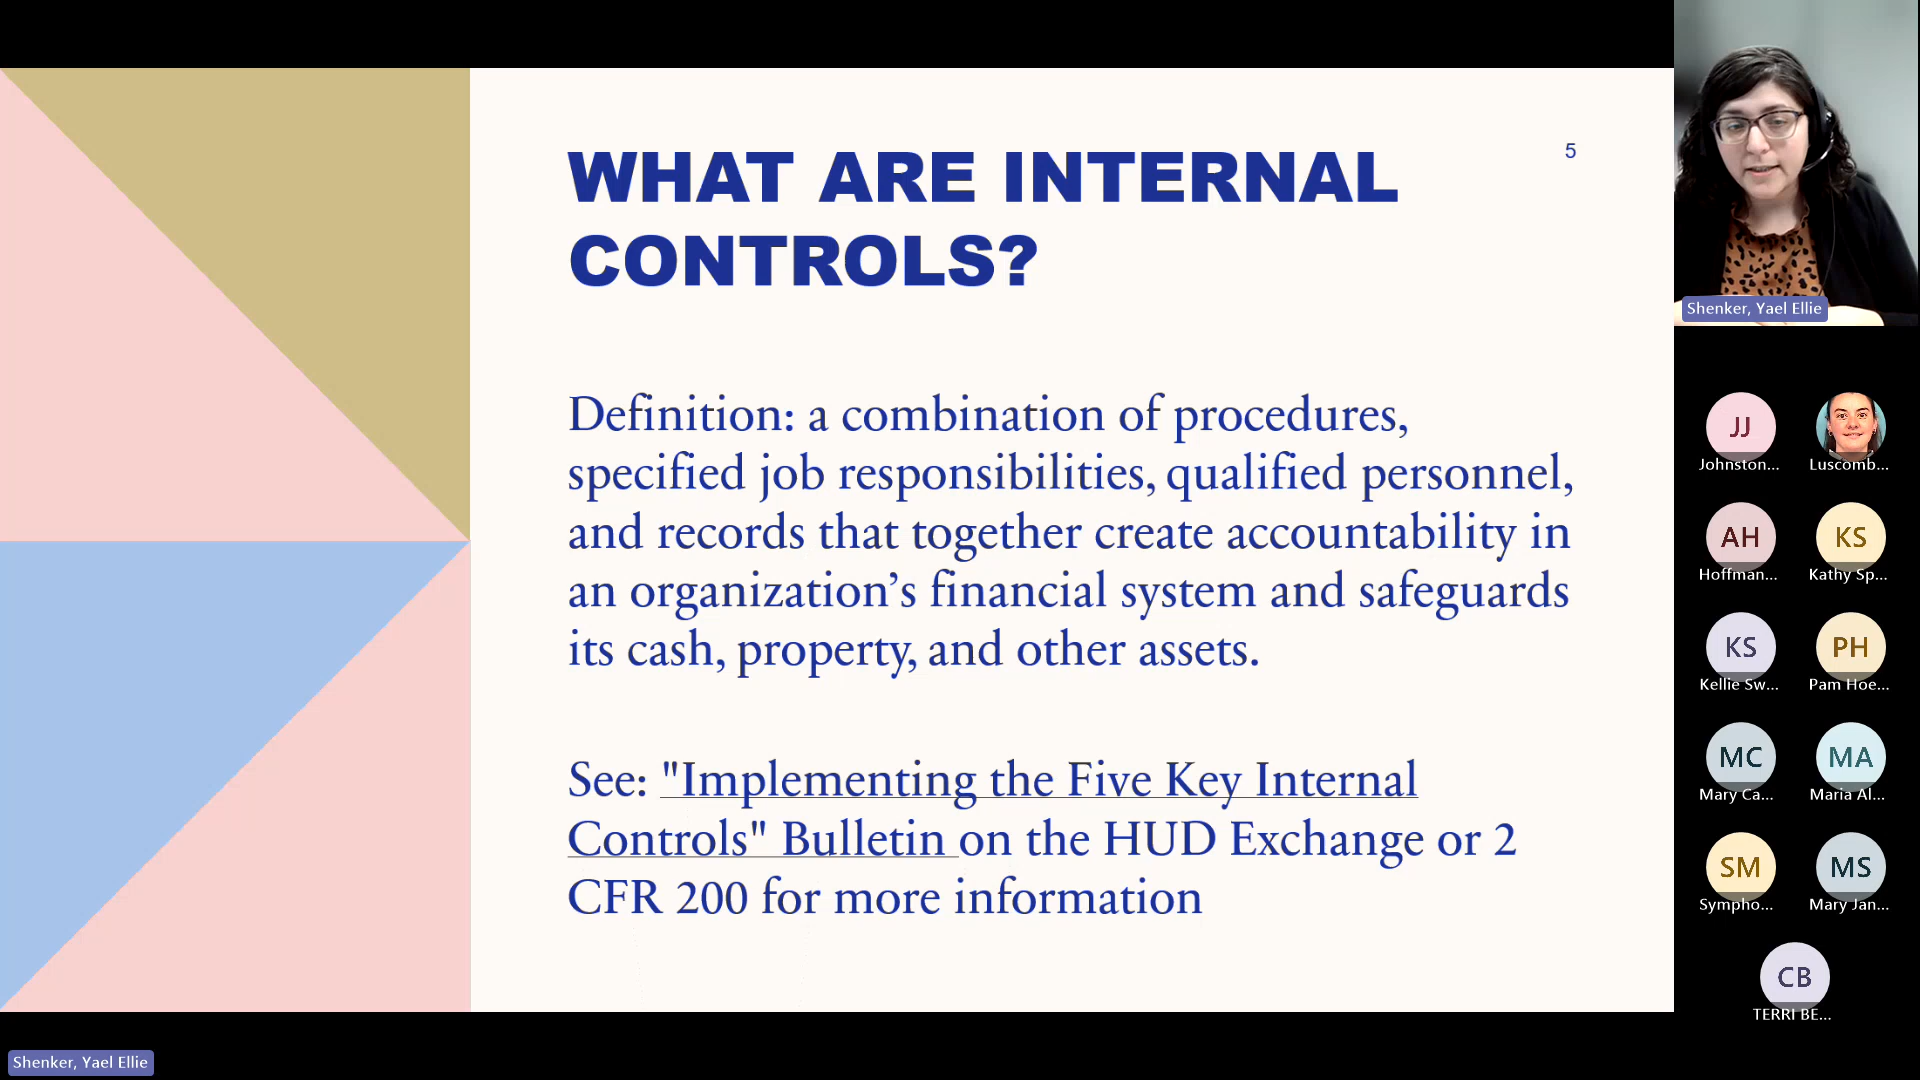 WHAT ARE INTERNAL
CONTROLS?
5
Definition: a combination of procedures,
specified job responsibilities, qualified personnel,
and records that together create accountability in
an organization’s financial system and safeguards
its cash, property, and other assets.
See: "Implementing the Five Key Internal
Controls" Bulletin on the HUD Exchange or 2
CFR 200 for more information
Shenker, Yael Ellie
JJ
Johnston...
Luscomb...
AH
Hoffman...
KS
Kathy Sp...
KS
Kellie Sw...
PH
Pam Hoe...
MC
Mary Ca...
MA
Maria Al...
SM
Sympho...
MS
Mary Jan...
CB
TERRI BE...
Shenker, Yael Ellie